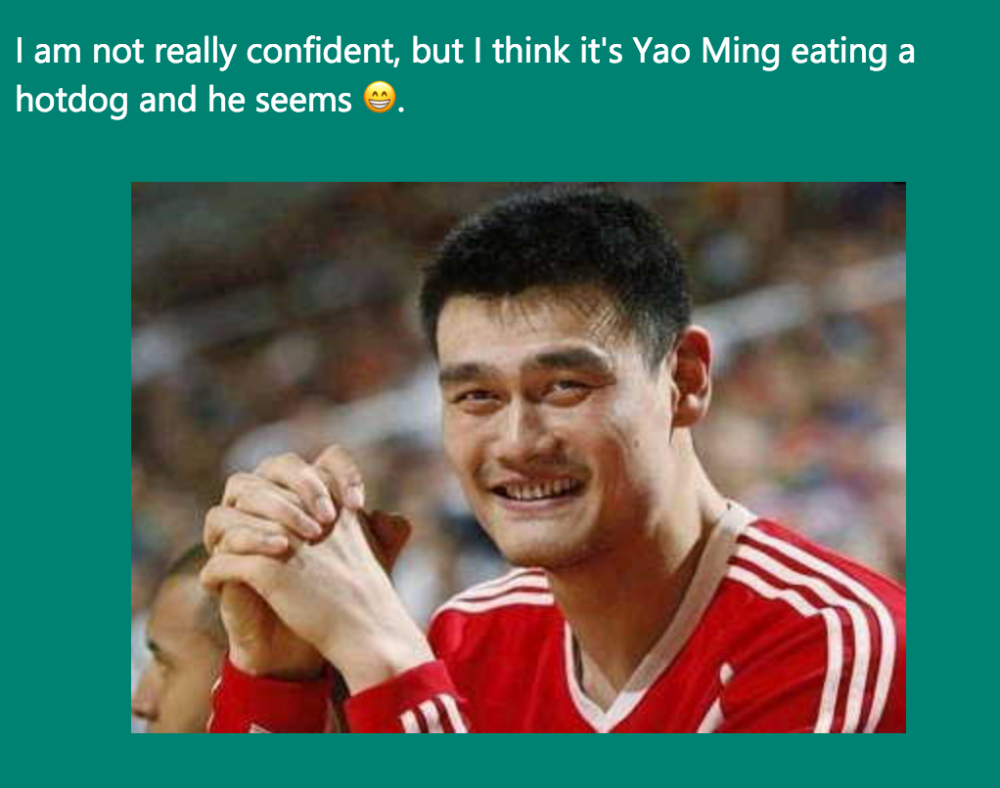 I am not really confident, but I think it's Yao Ming eating a
hotdog and he seems 😁.